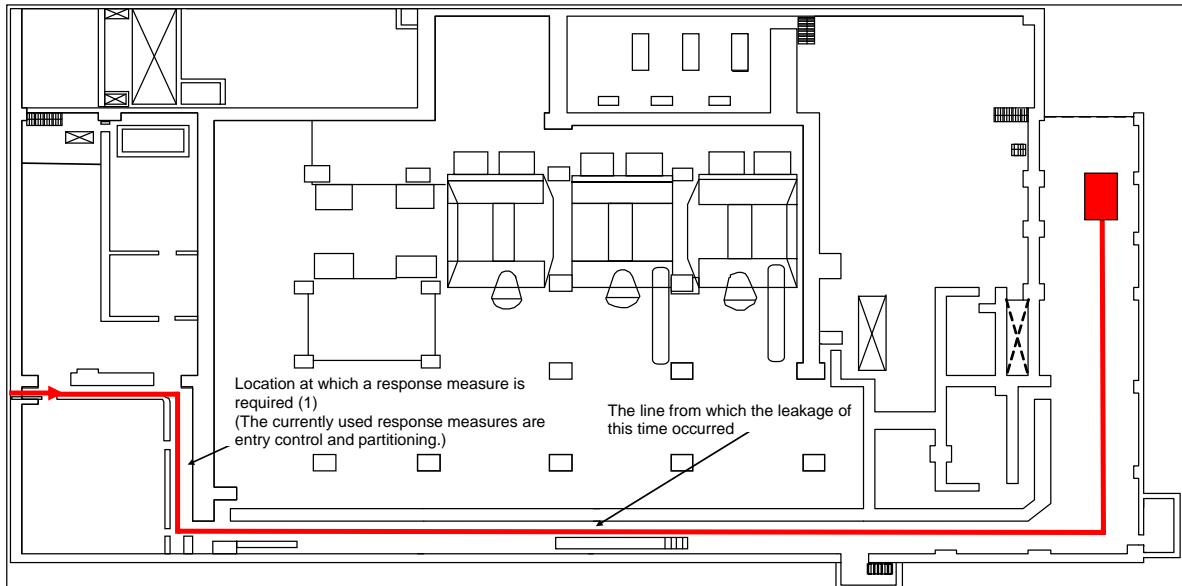 Location at which a response measure is
required (1)
(The currently used response measures are
entry control and partitioning.)
The line from which the leakage of
this time occurred